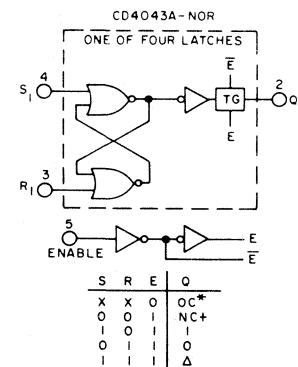 CD4043A-NOR
ONE OF FOUR LATCHES
4
S1
E
2
TG
Q
E
3
R1
5
ENABLE
E
E
S R E Q
X X 0 OC*
0 0 1 NC+
1 0 1 1
0 1 1 0
1 1 1 Δ